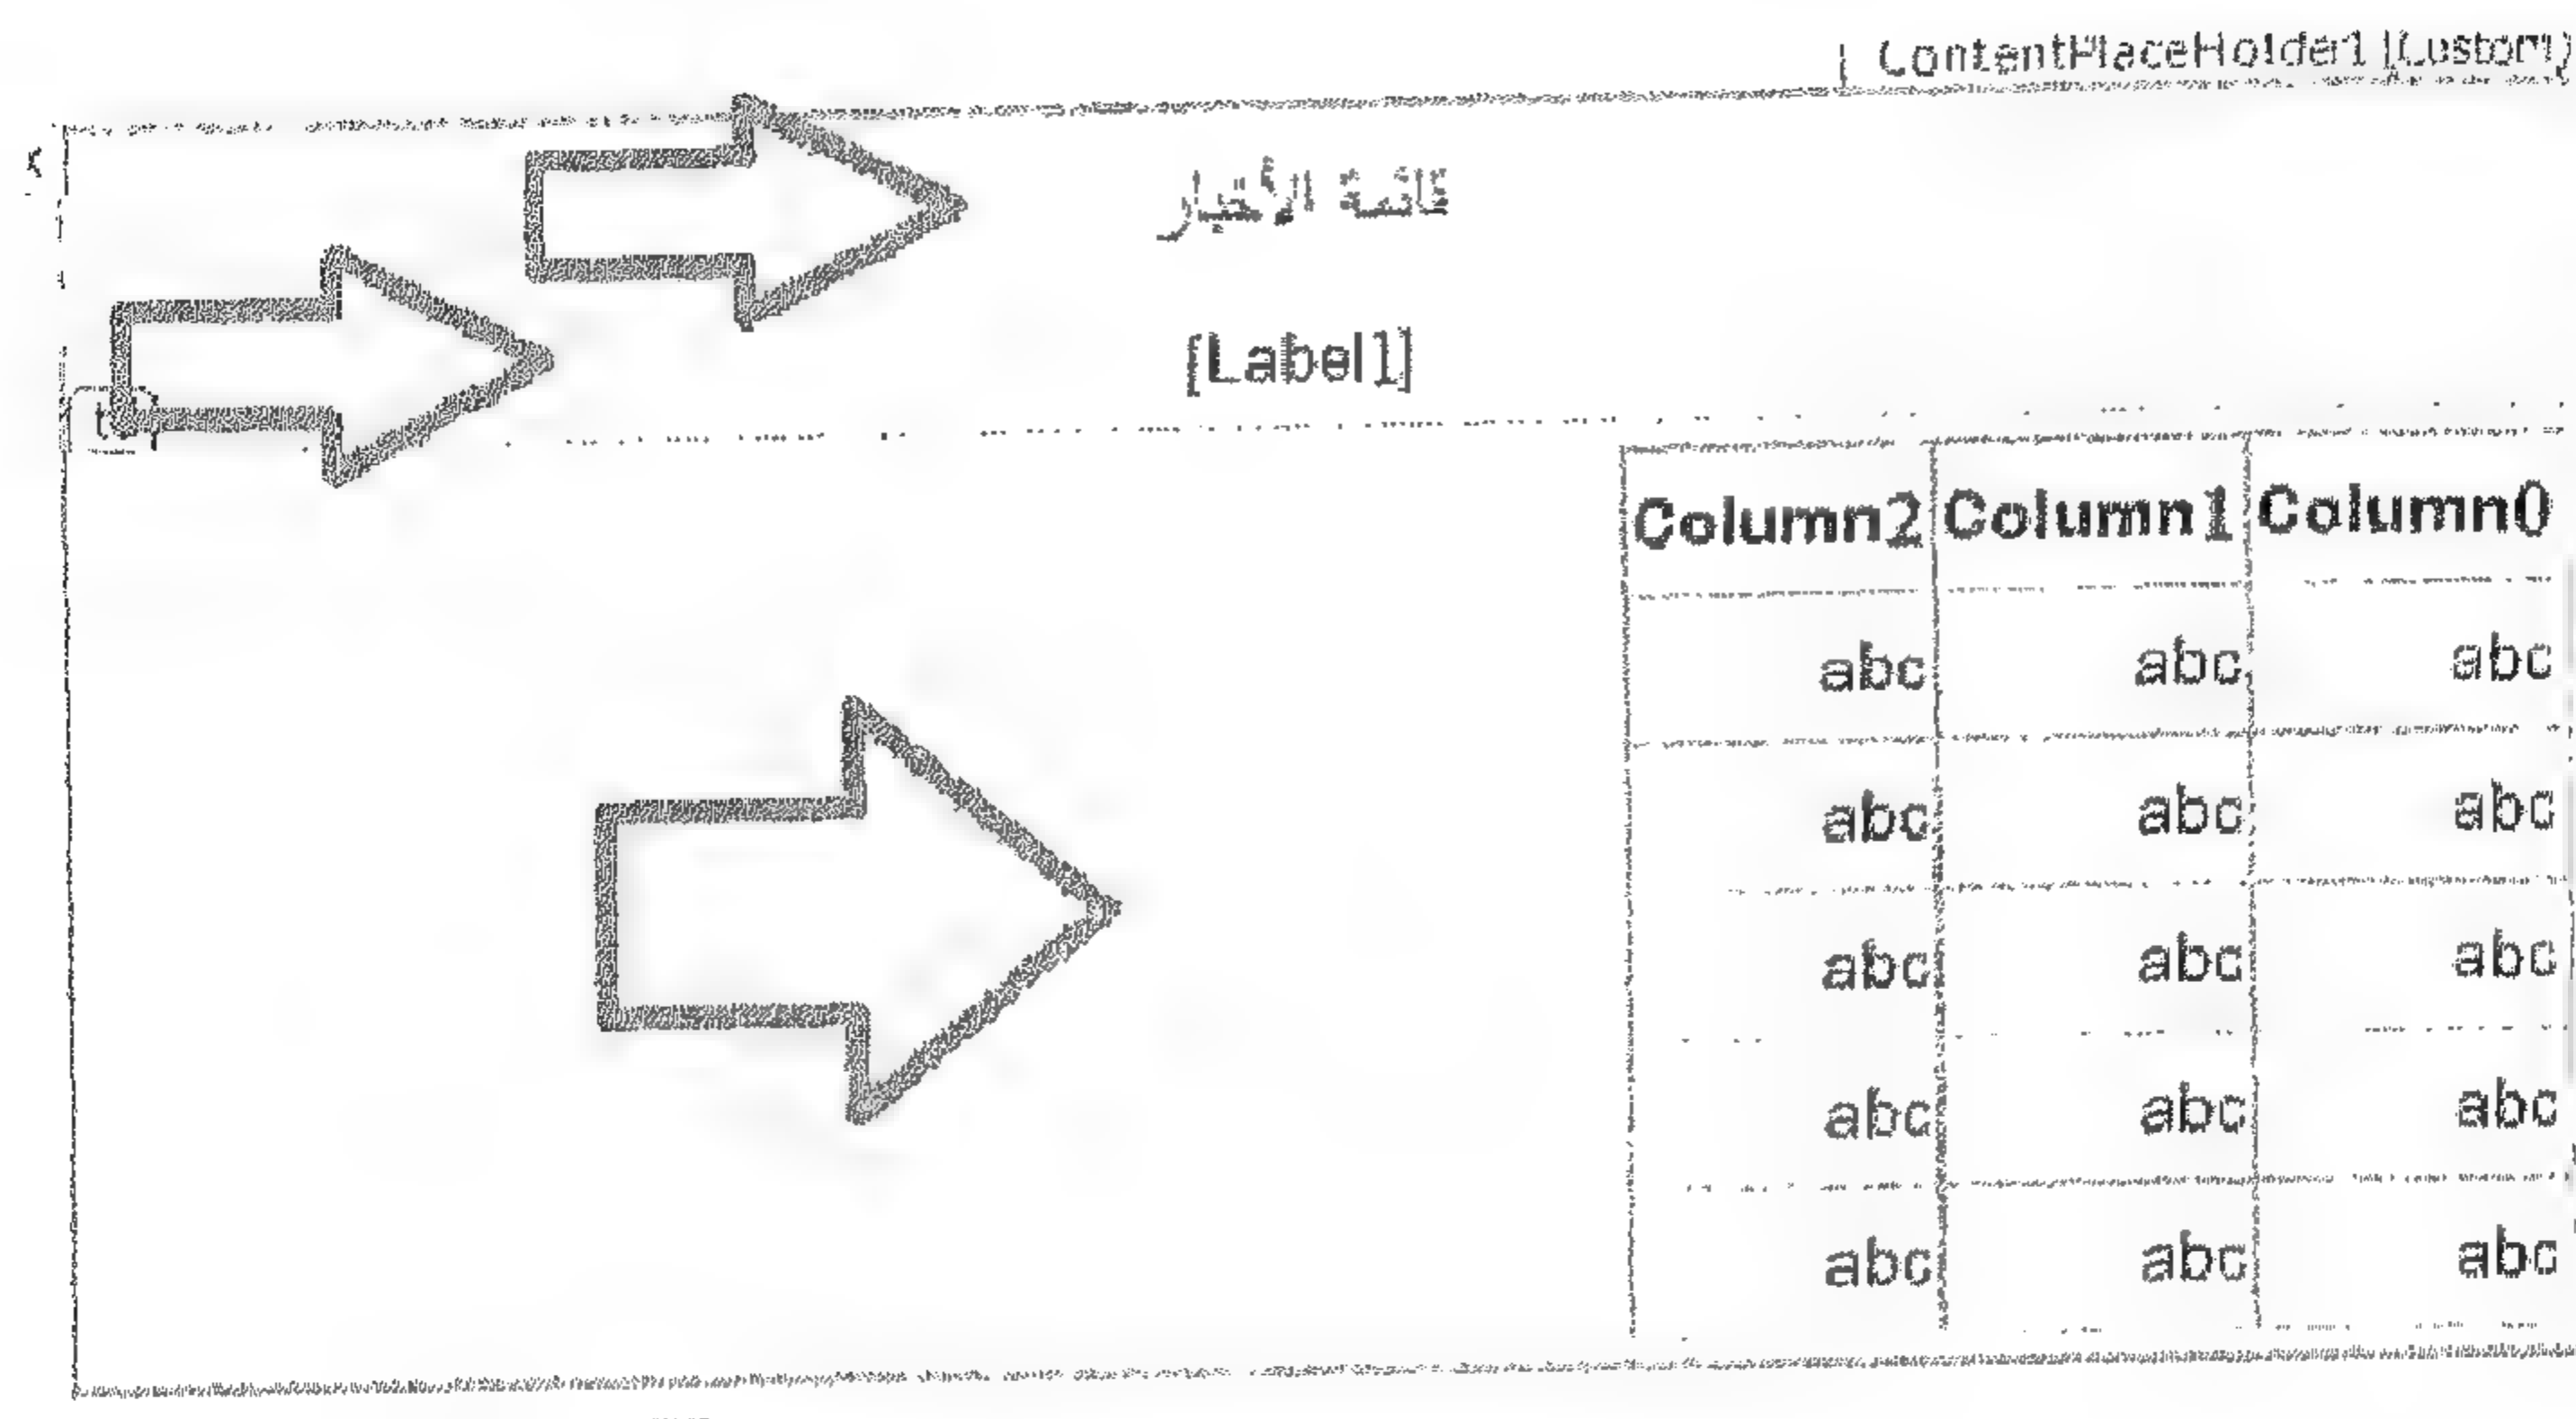 ContentPlaceHolder1 (Custom)
قائمة الأخبار
[Label1]
Column2 Column1 Column0
abc abc abc
abc abc abc
abc abc abc
abc abc abc
abc abc abc